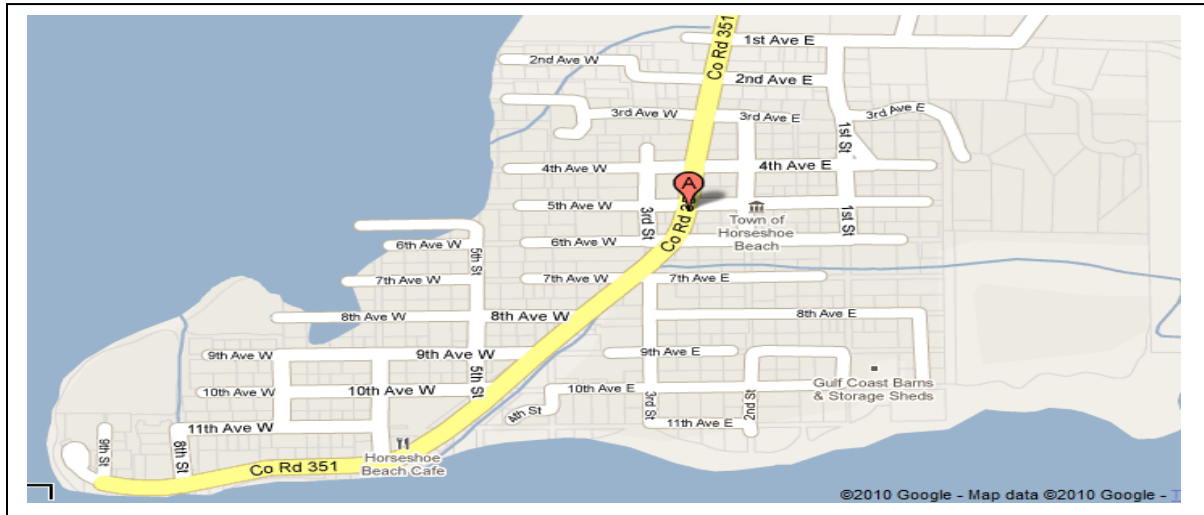 1st Ave E
Co Rd 351
2nd Ave W
2nd Ave E
3rd Ave W
3rd Ave E
3rd Ave E
1st St
4th Ave W
4th Ave E
A
5th Ave W
Co Rd 35
3rd St
Town of
Horseshoe
Beach
1st St
6th Ave W
6th Ave W
5th St
7th Ave W
7th Ave W
7th Ave E
8th Ave W
8th Ave W
8th Ave E
9th Ave W
9th Ave W
9th Ave E
5th St
10th Ave W
10th Ave W
10th Ave E
Gulf Coast Barns
& Storage Sheds
3rd St
2nd St
4th St
11th Ave W
11th Ave E
9th St
8th St
Horseshoe
Beach Cafe
Co Rd 351
©2010 Google - Map data ©2010 Google -